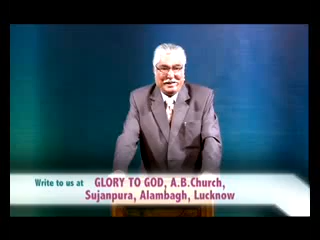 Write to us at GLORY TO GOD, A.B.Church,
Sujanpura, Alambagh, Lucknow